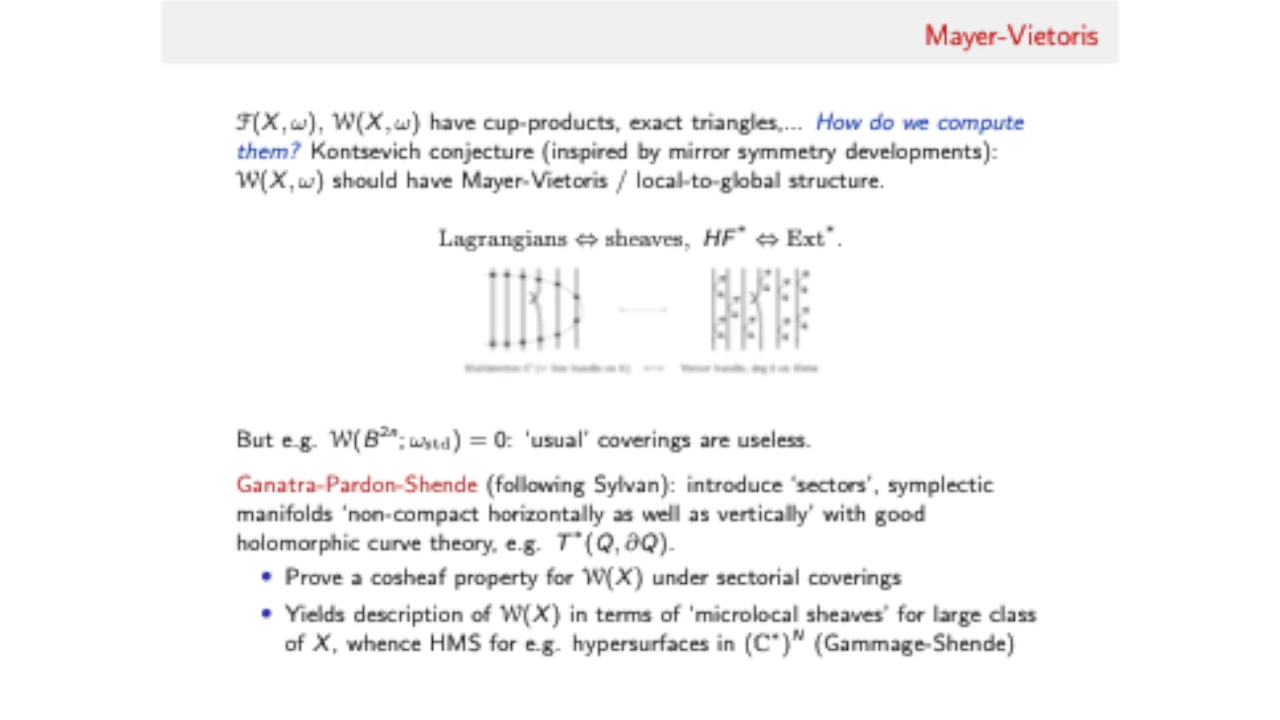 Mayer-Vietoris
ℱ(X,ω), 𝒲(X,ω) have cup-products, exact triangles,... How do we compute
them? Kontsevich conjecture (inspired by mirror symmetry developments):
𝒲(X,ω) should have Mayer-Vietoris / local-to-global structure.
Lagrangians ⇔ sheaves, HF* ⇔ Ext*.
But e.g. 𝒲(B²ⁿ; ω_std) = 0: 'usual' coverings are useless.
Ganatra-Pardon-Shende (following Sylvan): introduce 'sectors', symplectic
manifolds 'non-compact horizontally as well as vertically' with good
holomorphic curve theory, e.g. T*(Q,∂Q).
• Prove a cosheaf property for 𝒲(X) under sectorial coverings
• Yields description of 𝒲(X) in terms of 'microlocal sheaves' for large class
of X, whence HMS for e.g. hypersurfaces in (ℂ*)ᴺ (Gammage-Shende)